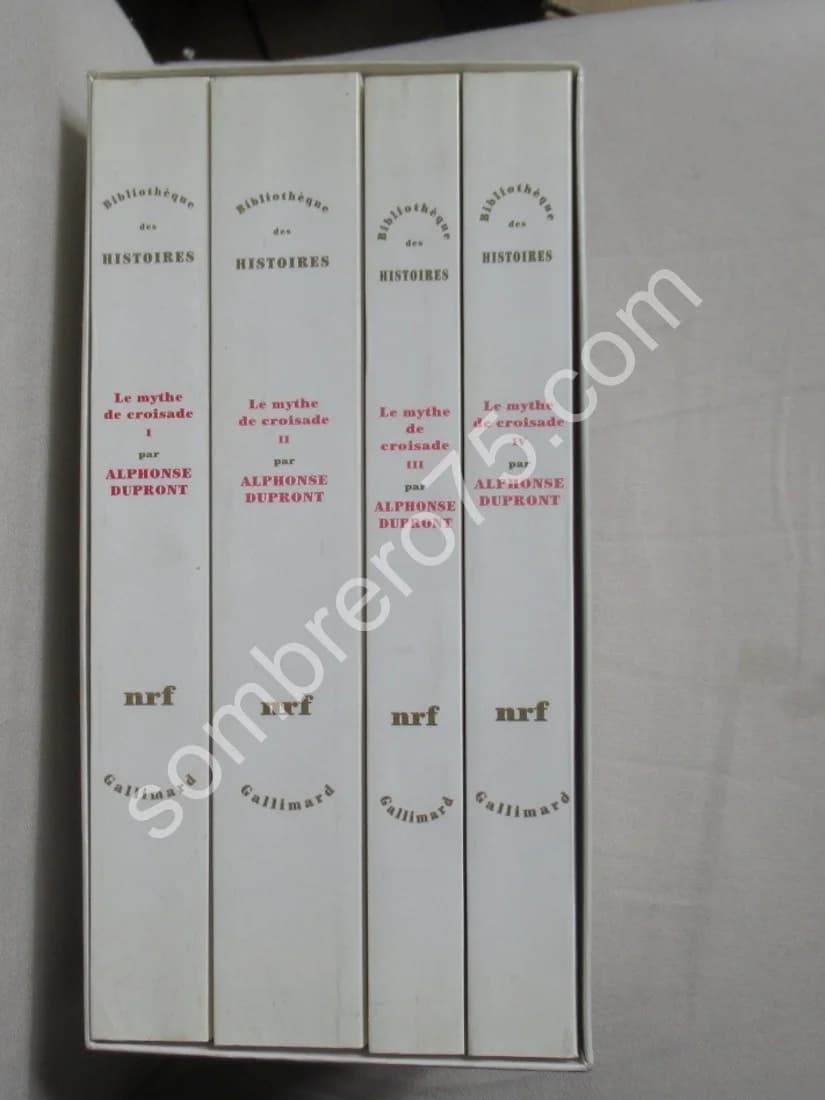 Bibliothèque
des
HISTOIRES
Le mythe
de croisade
I
par
ALPHONSE
DUPRONT
nrf
Gallimard
Bibliothèque
des
HISTOIRES
Le mythe
de croisade
II
par
ALPHONSE
DUPRONT
nrf
Gallimard
Bibliothèque
des
HISTOIRES
Le mythe
de
croisade
III
par
ALPHONSE
DUPRONT
nrf
Gallimard
Bibliothèque
des
HISTOIRES
Le mythe
de croisade
IV
par
ALPHONSE
DUPRONT
nrf
Gallimard
sombrero75.com